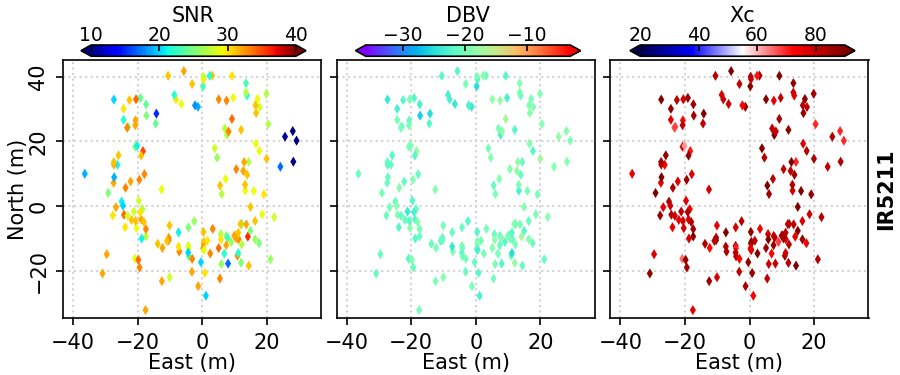 SNR DBV Xc
10 20 30 40 −30 −20 −10 20 40 60 80
40
20
0
−20
North (m)
−40 −20 0 20 −40 −20 0 20 −40 −20 0 20
East (m) East (m) East (m)
IR5211